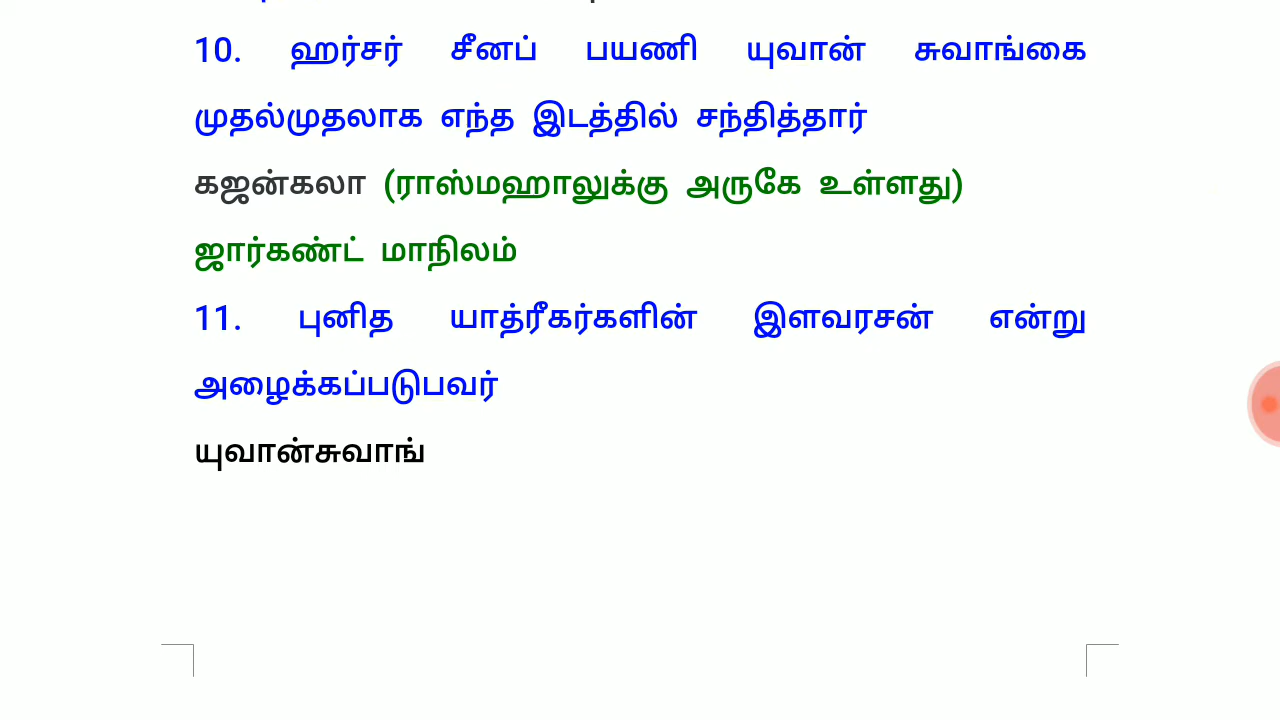 10. ஹர்சர் சீனப் பயணி யுவான் சுவாங்கை
முதல்முதலாக எந்த இடத்தில் சந்தித்தார்
கஜன்கலா (ராஸ்மஹாலுக்கு அருகே உள்ளது)
ஜார்கண்ட் மாநிலம்
11. புனித யாத்ரீகர்களின் இளவரசன் என்று
அழைக்கப்படுபவர்
யுவான்சுவாங்